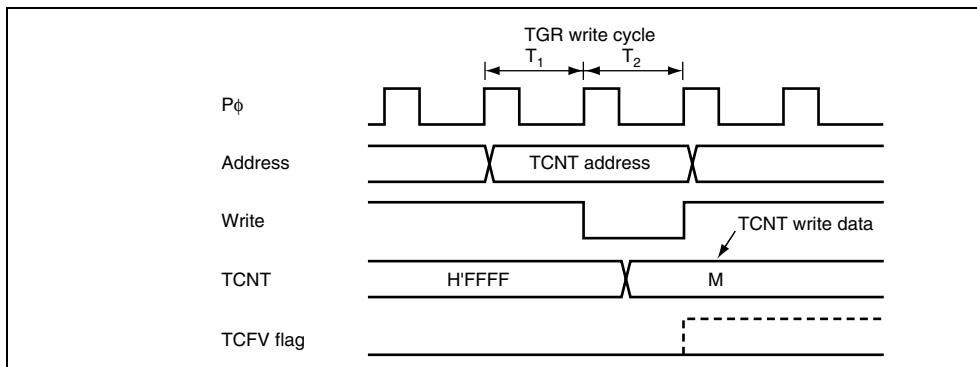 TGR write cycle
T1 T2
Pϕ
Address
TCNT address
Write
TCNT write data
TCNT
H'FFFF
M
TCFV flag